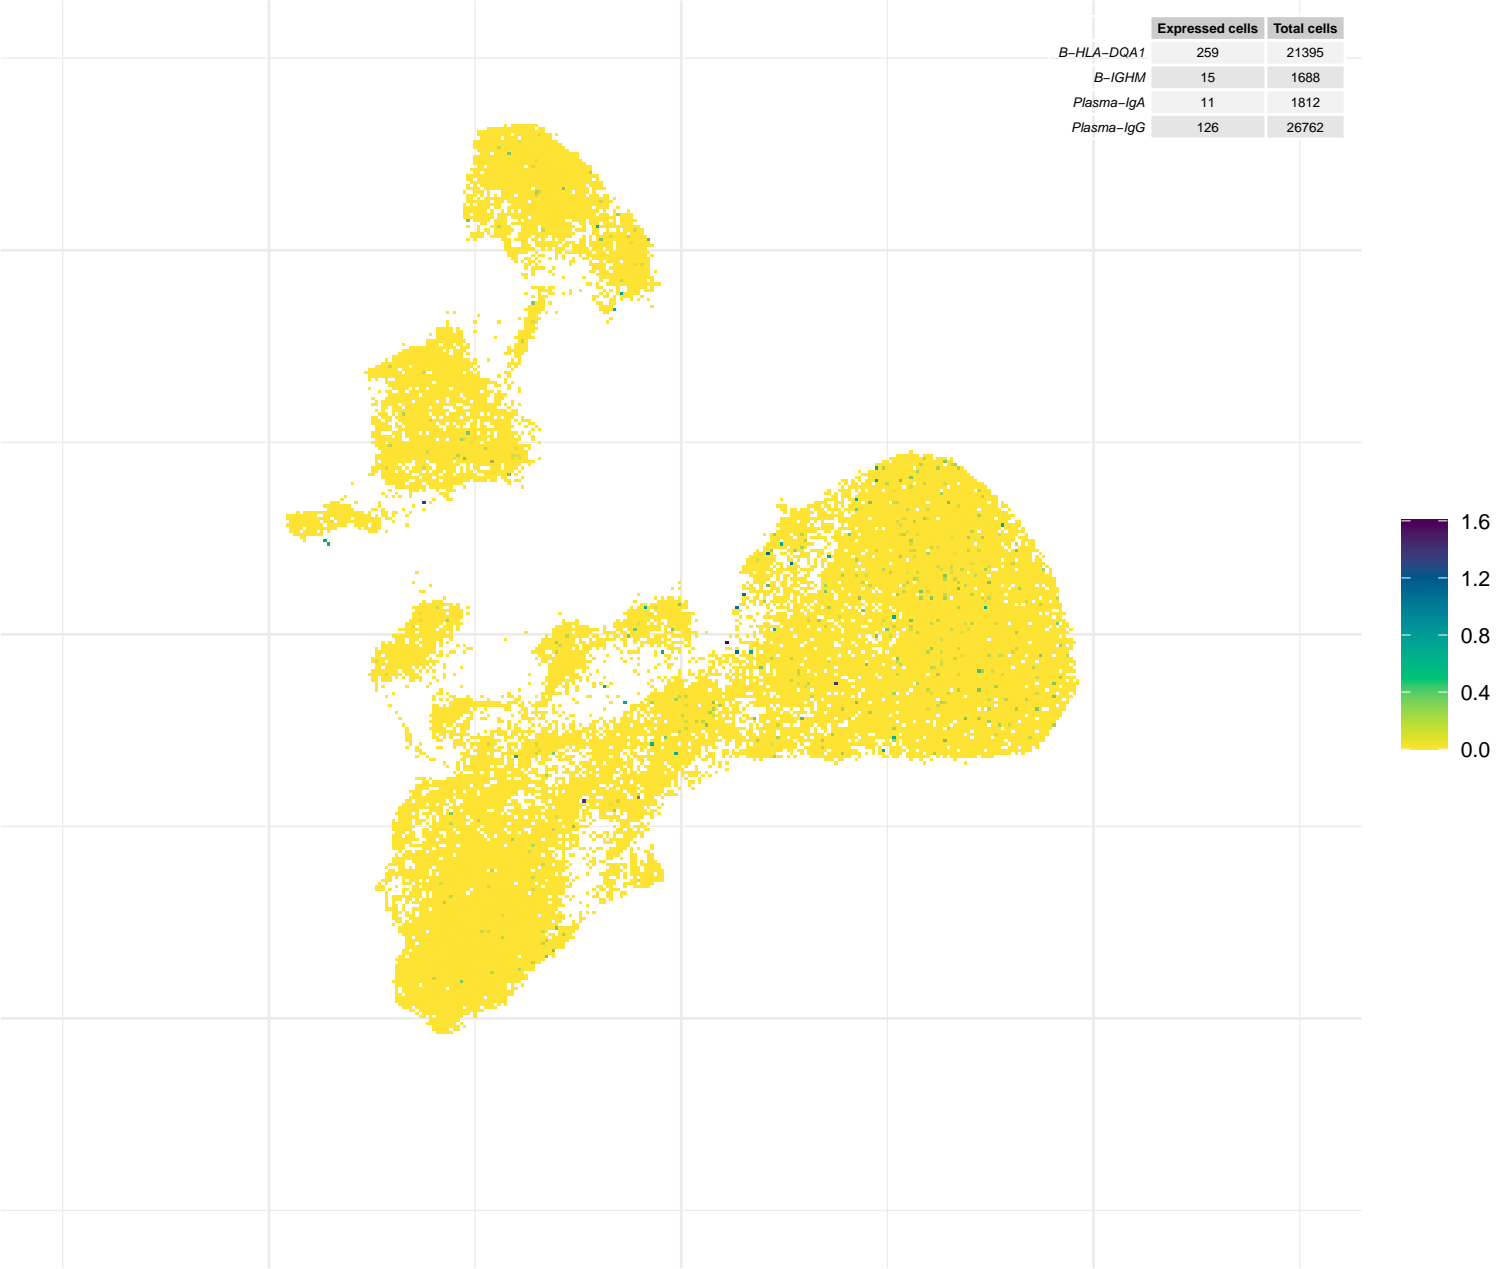 Expressed cells Total cells
B−HLA−DQA1 259 21395
B−IGHM 15 1688
Plasma−IgA 11 1812
Plasma−IgG 126 26762
1.6
1.2
0.8
0.4
0.0